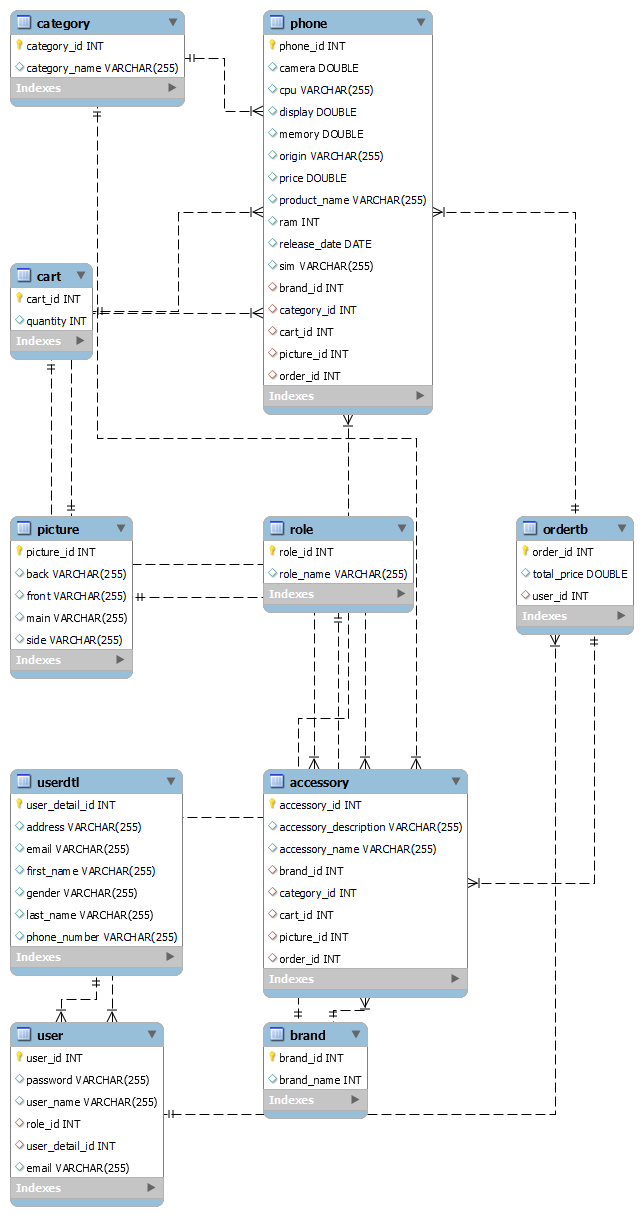 category
category_id INT
category_name VARCHAR(255)
Indexes
phone
phone_id INT
camera DOUBLE
cpu VARCHAR(255)
display DOUBLE
memory DOUBLE
origin VARCHAR(255)
price DOUBLE
product_name VARCHAR(255)
ram INT
release_date DATE
sim VARCHAR(255)
brand_id INT
category_id INT
cart_id INT
picture_id INT
order_id INT
Indexes
cart
cart_id INT
quantity INT
Indexes
picture
picture_id INT
back VARCHAR(255)
front VARCHAR(255)
main VARCHAR(255)
side VARCHAR(255)
Indexes
role
role_id INT
role_name VARCHAR(255)
Indexes
ordertb
order_id INT
total_price DOUBLE
user_id INT
Indexes
userdtl
user_detail_id INT
address VARCHAR(255)
email VARCHAR(255)
first_name VARCHAR(255)
gender VARCHAR(255)
last_name VARCHAR(255)
phone_number VARCHAR(255)
Indexes
accessory
accessory_id INT
accessory_description VARCHAR(255)
accessory_name VARCHAR(255)
brand_id INT
category_id INT
cart_id INT
picture_id INT
order_id INT
Indexes
user
user_id INT
password VARCHAR(255)
user_name VARCHAR(255)
role_id INT
user_detail_id INT
email VARCHAR(255)
Indexes
brand
brand_id INT
brand_name INT
Indexes